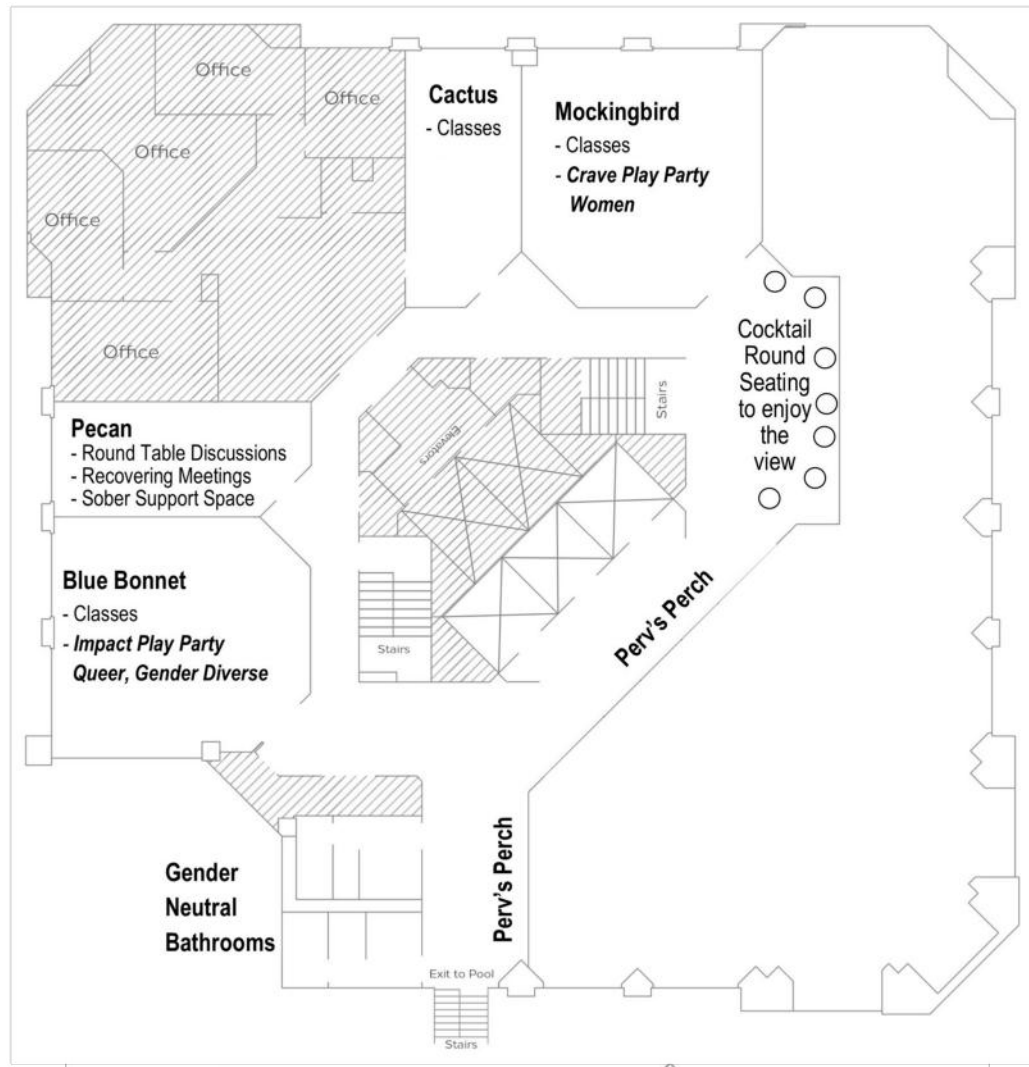 Office
Office
Office
Office
Office
Cactus
- Classes
Mockingbird
- Classes
- Crave Play Party
Women
Cocktail
Round
Seating
to enjoy
the
view
Stairs
Elevators
Pecan
- Round Table Discussions
- Recovering Meetings
- Sober Support Space
Blue Bonnet
- Classes
- Impact Play Party
Queer, Gender Diverse
Stairs
Perv's Perch
Perv's Perch
Gender
Neutral
Bathrooms
Exit to Pool
Stairs